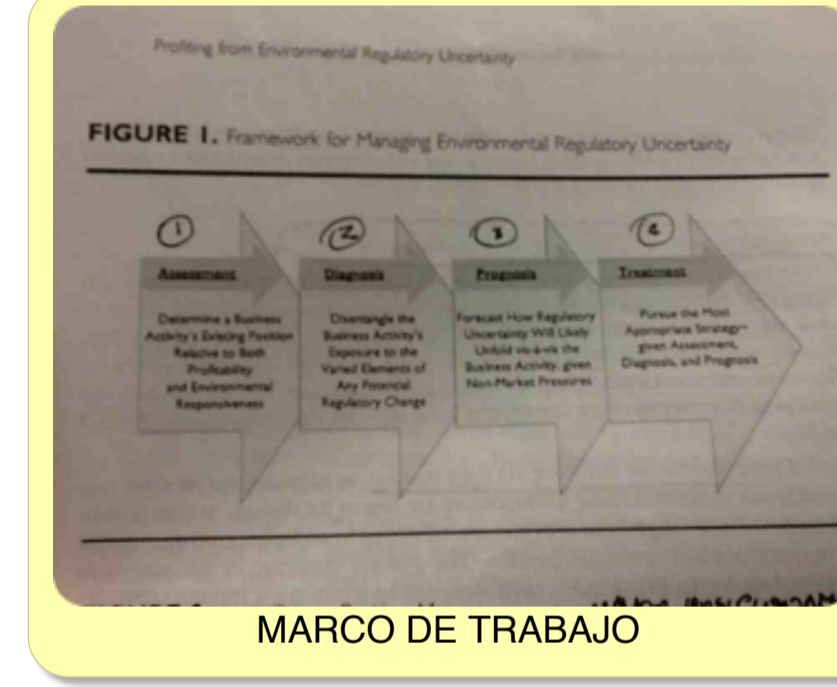 Profiting from Environmental Regulatory Uncertainty
FIGURE 1. Framework for Managing Environmental Regulatory Uncertainty
1 2 3 4
Assessment Diagnosis Prognosis Treatment
Determine a Business
Activity's Existing Position
Relative to Both
Profitability
and Environmental
Responsiveness
Disentangle the
Business Activity's
Exposure to the
Varied Elements of
Any Potential
Regulatory Change
Forecast How Regulatory
Uncertainty Will Likely
Unfold vis-à-vis the
Business Activity, given
Non-Market Pressures
Pursue the Most
Appropriate Strategy—
given Assessment,
Diagnosis, and Prognosis
MARCO DE TRABAJO